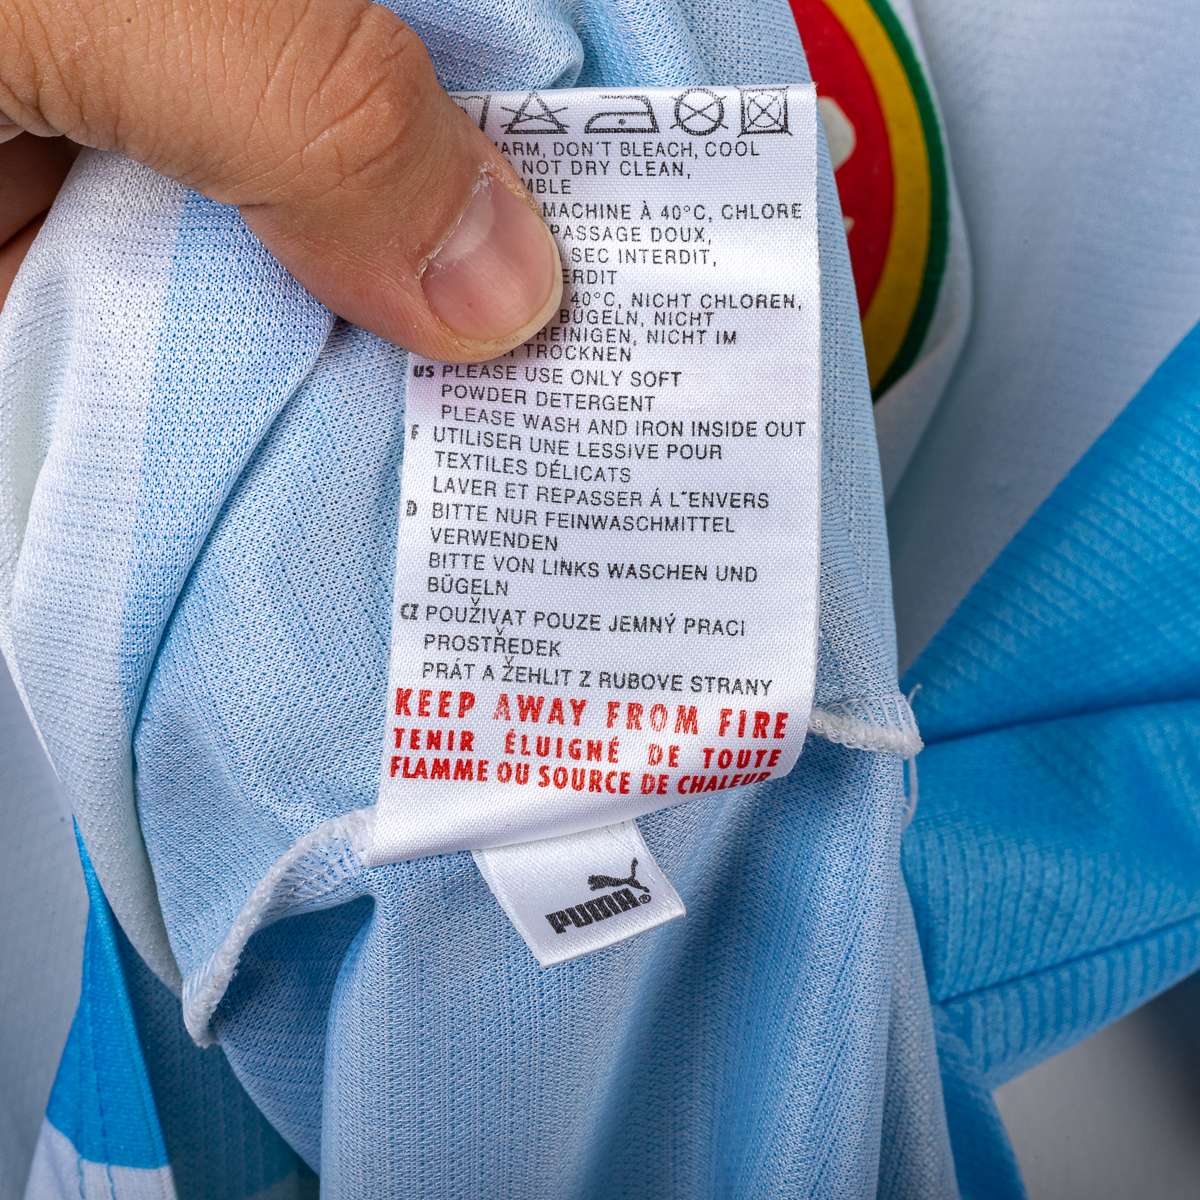 DON´T BLEACH, COOL
NOT DRY CLEAN,
MACHINE À 40°C, CHLORE
PASSAGE DOUX,
SEC INTERDIT,
40°C, NICHT CHLOREN,
BÜGELN, NICHT
NICHT IM
TROCKNEN
US PLEASE USE ONLY SOFT
POWDER DETERGENT
PLEASE WASH AND IRON INSIDE OUT
F UTILISER UNE LESSIVE POUR
TEXTILES DÉLICATS
LAVER ET REPASSER Á L´ENVERS
D BITTE NUR FEINWASCHMITTEL
VERWENDEN
BITTE VON LINKS WASCHEN UND
BÜGELN
CZ POUŽIVAT POUZE JEMNÝ PRACI
PROSTŘEDEK
PRÁT A ŽEHLIT Z RUBOVE STRANY
KEEP AWAY FROM FIRE
TENIR ÉLUIGNÉ DE TOUTE
FLAMME OU SOURCE DE CHALEUR
PUMA®